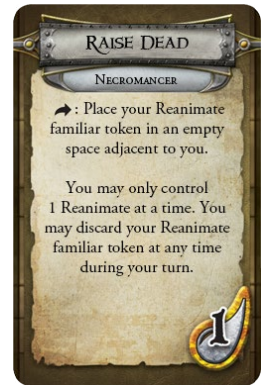 RAISE DEAD
NECROMANCER
: Place your Reanimate
familiar token in an empty
space adjacent to you.
You may only control
1 Reanimate at a time. You
may discard your Reanimate
familiar token at any time
during your turn.
1